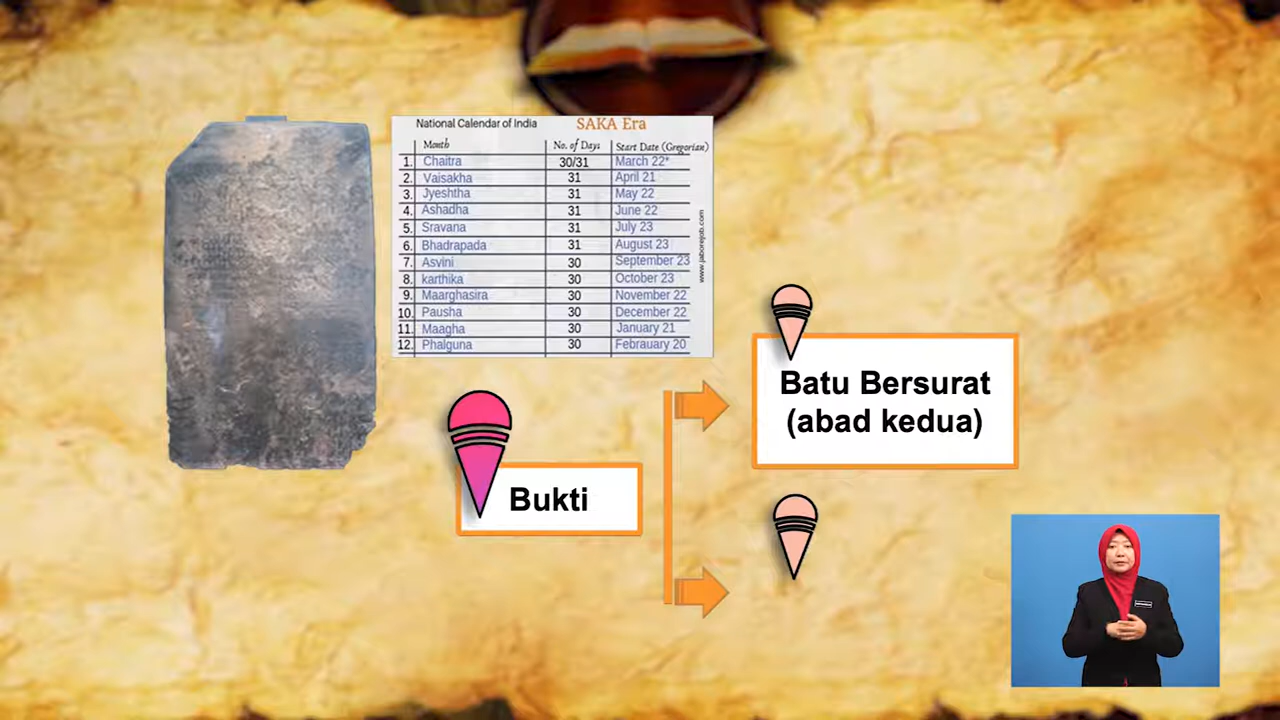 National Calendar of India SAKA Era
Month No. of Days Start Date (Gregorian)
1. Chaitra 30/31 March 22*
2. Vaisakha 31 April 21
3. Jyeshtha 31 May 22
4. Ashadha 31 June 22
5. Sravana 31 July 23
6. Bhadrapada 31 August 23
7. Asvini 30 September 23
8. karthika 30 October 23
9. Maarghasira 30 November 22
10. Pausha 30 December 22
11. Maagha 30 January 21
12. Phalguna 30 Febrauary 20
www.jaborejob.com
Batu Bersurat
(abad kedua)
Bukti